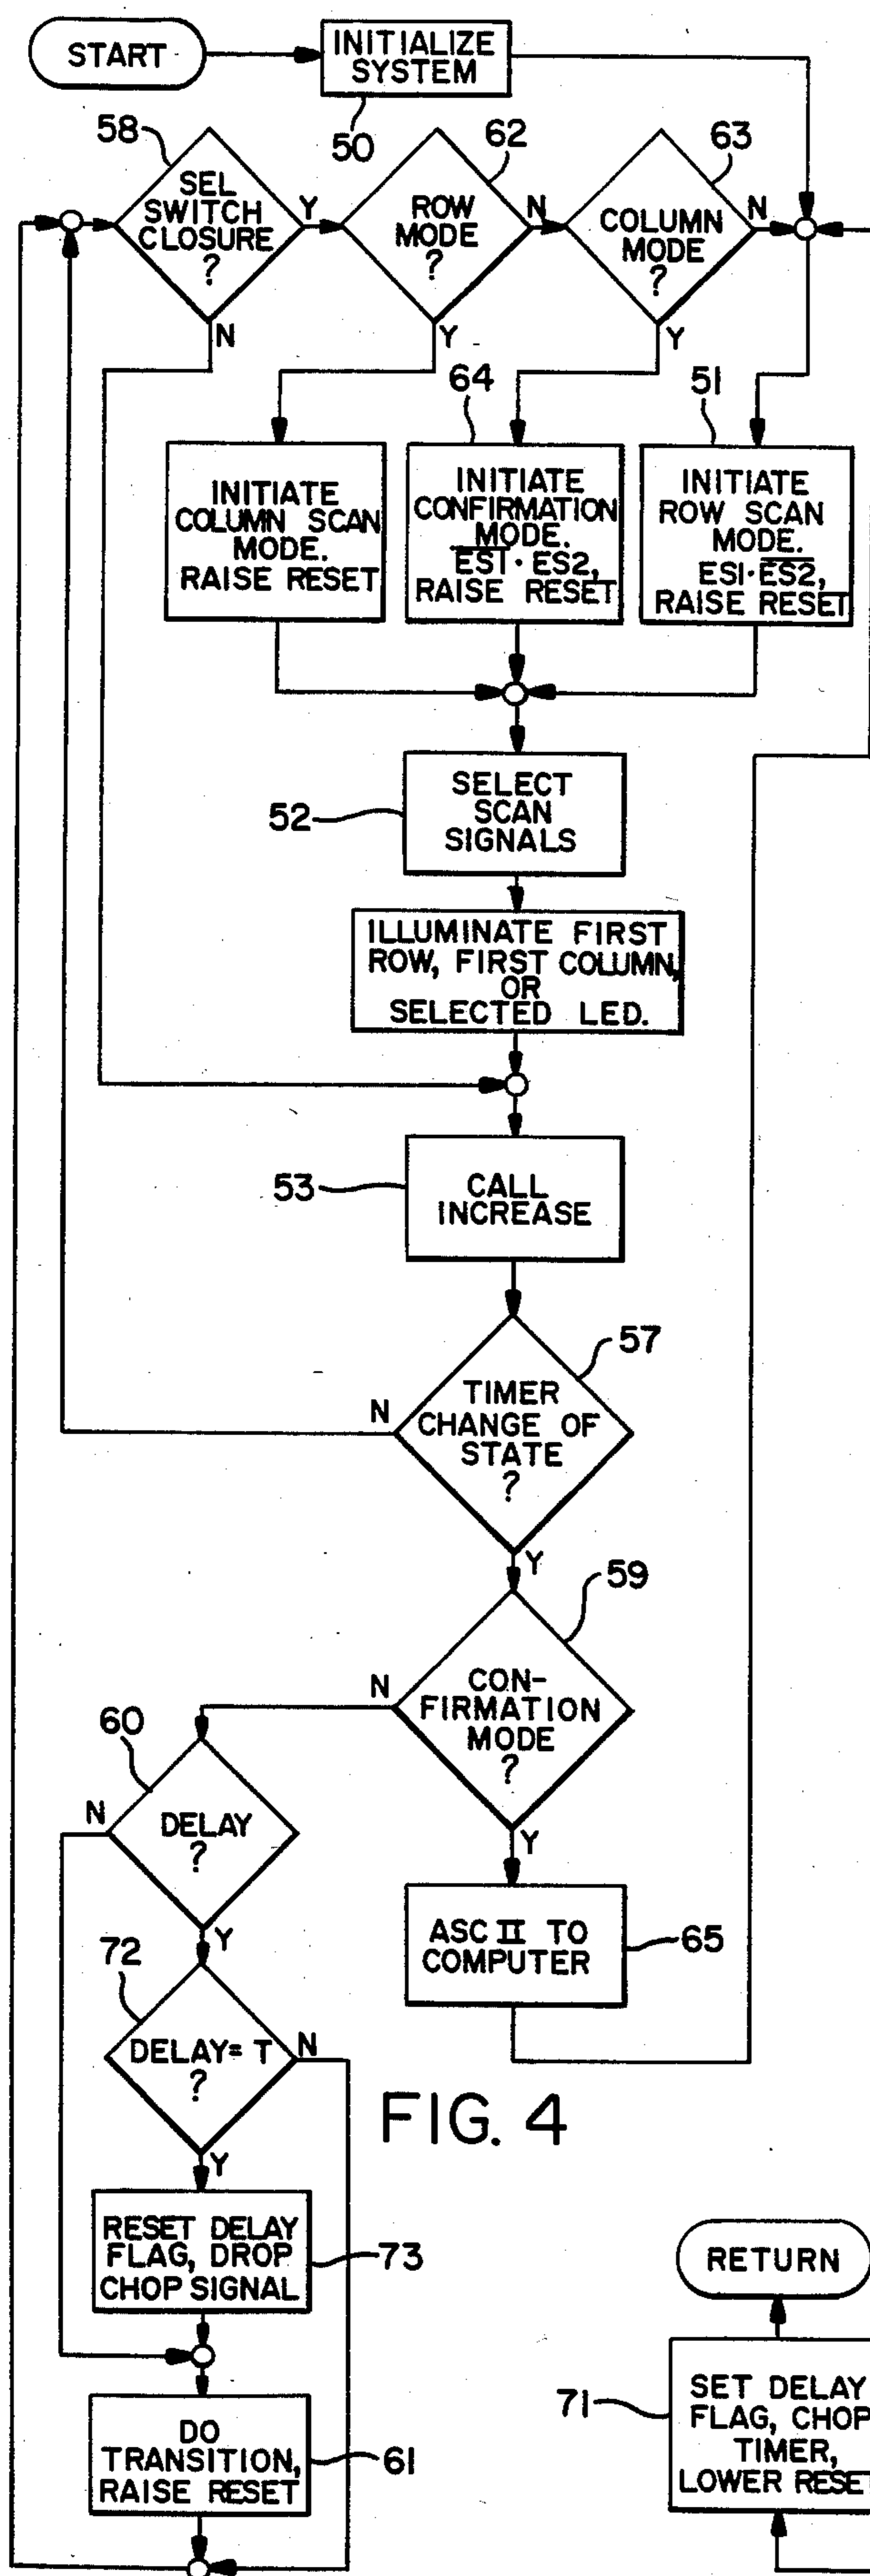 START
INITIALIZE
SYSTEM
50
58
62
63
SEL
SWITCH
CLOSURE
?
Y
N
ROW
MODE
?
N
Y
COLUMN
MODE
?
N
Y
64
51
INITIATE
COLUMN SCAN
MODE.
RAISE RESET
INITIATE
CONFIRMATION
MODE.
ES1 · ES2,
RAISE RESET
INITIATE
ROW SCAN
MODE.
ES1·ES2,
RAISE RESET
52
SELECT
SCAN
SIGNALS
ILLUMINATE FIRST
ROW, FIRST COLUMN,
OR
SELECTED LED.
53
CALL
INCREASE
57
TIMER
CHANGE OF
STATE
?
N
Y
59
CON-
FIRMATION
MODE
?
N
Y
60
DELAY
?
N
Y
ASC II TO
COMPUTER
65
72
DELAY= T
?
N
Y
FIG. 4
RESET DELAY
FLAG, DROP
CHOP SIGNAL
73
DO
TRANSITION,
RAISE RESET
61
RETURN
71
SET DELAY
FLAG, CHOP
TIMER,
LOWER RESET